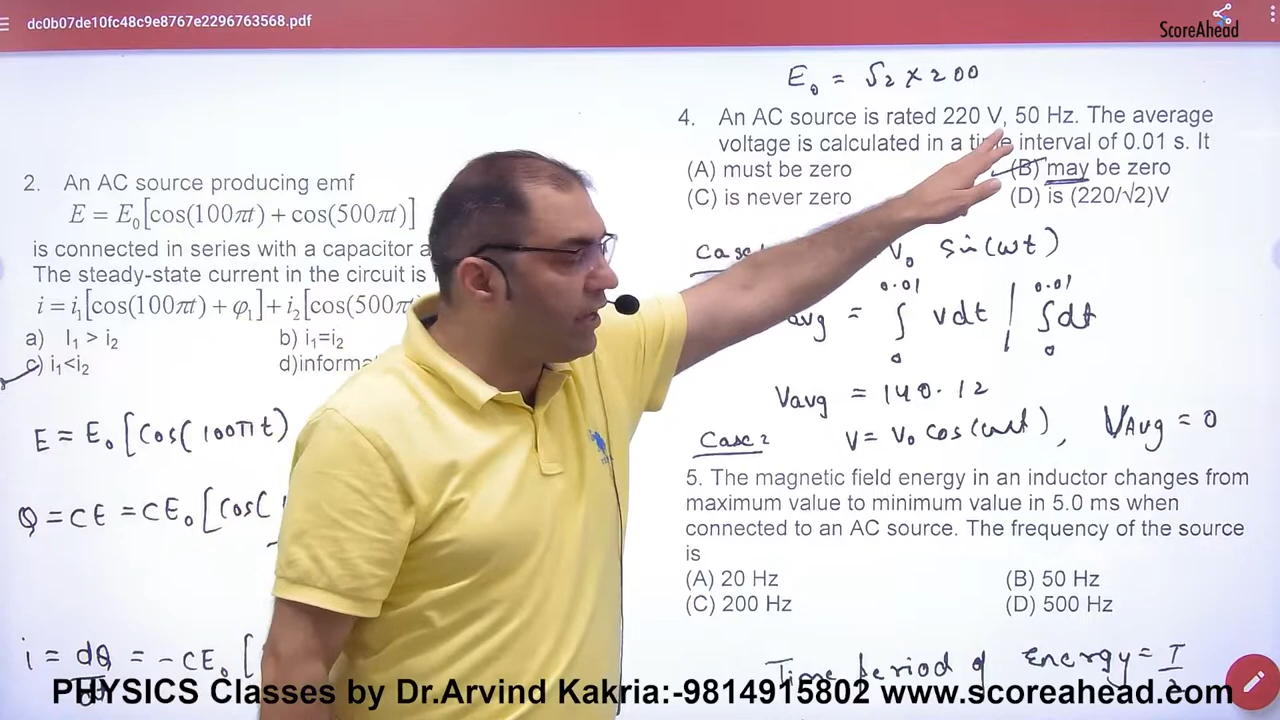 dc0b07de10fc48c9e8767e2296763568.pdf
ScoreAhead
2. An AC source producing emf
E = E₀[cos(100πt) + cos(500πt)]
is connected in series with a capacitor a
The steady-state current in the circuit is
i = i₁[cos(100πt) + φ₁] + i₂[cos(500π
a) I₁ > i₂ b) i₁=i₂
c) i₁<i₂ d)informa
E = E₀ [cos(100πt)
Q = CE = CE₀ [cos(
i = dQ = -CE₀ [
E₀ = √2 × 200
4. An AC source is rated 220 V, 50 Hz. The average
voltage is calculated in a time interval of 0.01 s. It
(A) must be zero (B) may be zero
(C) is never zero (D) is (220/√2)V
Case V₀ sin(ωt)
avg = ∫₀^0.01 vdt / ∫₀^0.01 dt
Vavg = 140.12
Case 2 V = V₀ cos(ωt), VAvg = 0
5. The magnetic field energy in an inductor changes from
maximum value to minimum value in 5.0 ms when
connected to an AC source. The frequency of the source
is
(A) 20 Hz (B) 50 Hz
(C) 200 Hz (D) 500 Hz
Time period of energy = T
PHYSICS Classes by Dr.Arvind Kakria:-9814915802 www.scoreahead.com